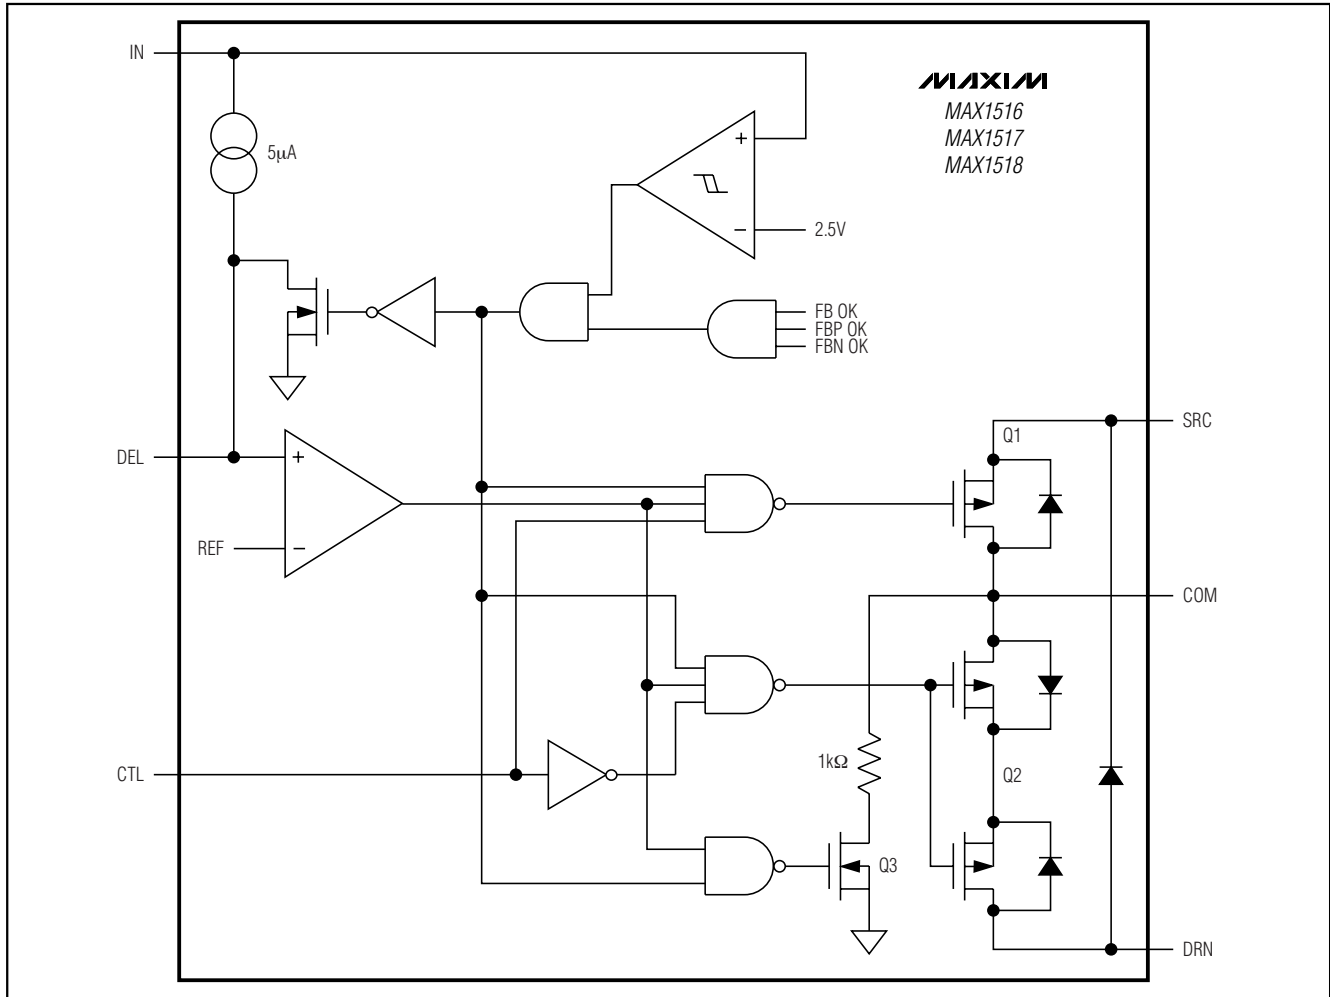 IN
MAXIM
MAX1516
MAX1517
MAX1518
+
5µA
2.5V
−
FB OK
FBP OK
FBN OK
SRC
Q1
DEL
+
REF
−
COM
1kΩ
CTL
Q2
Q3
DRN